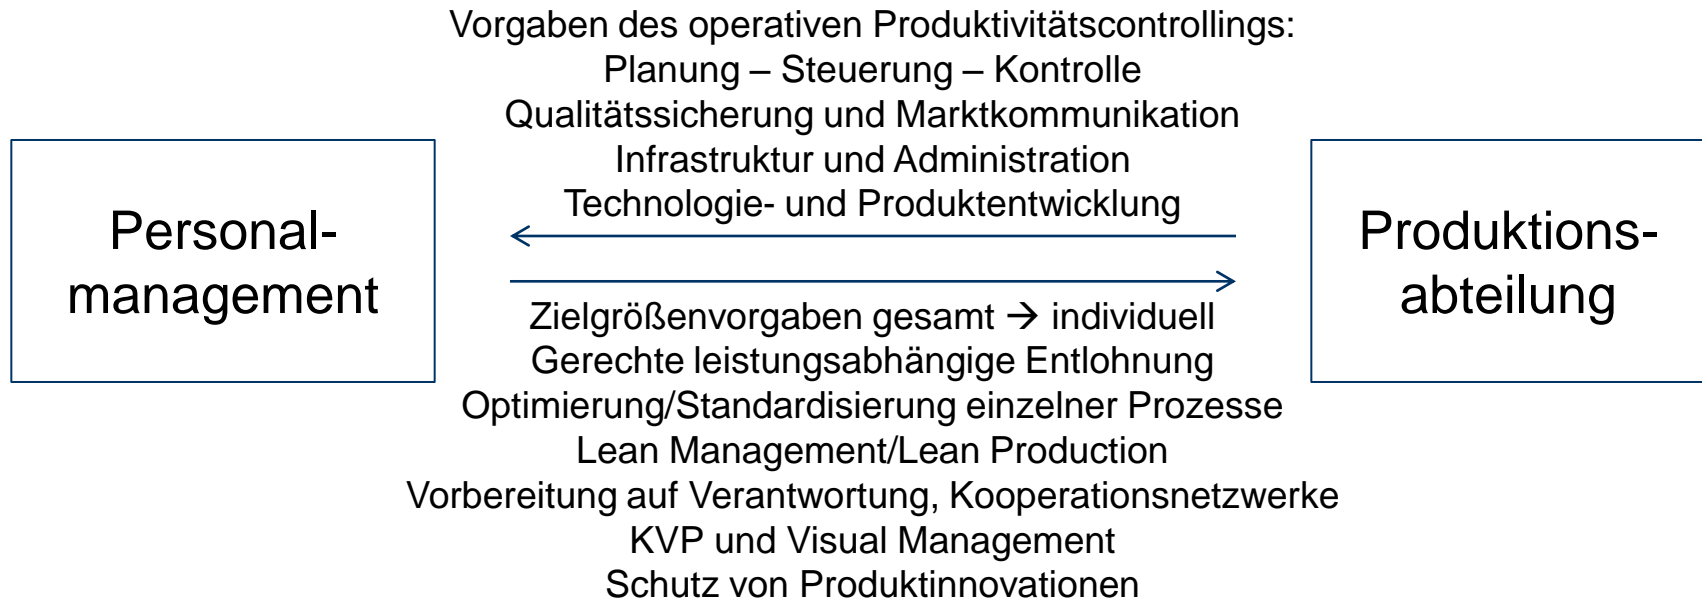 Vorgaben des operativen Produktivitätscontrollings:
Planung – Steuerung – Kontrolle
Qualitätssicherung und Marktkommunikation
Infrastruktur und Administration
Technologie- und Produktentwicklung
Personal-
management
Produktions-
abteilung
Zielgrößenvorgaben gesamt → individuell
Gerechte leistungsabhängige Entlohnung
Optimierung/Standardisierung einzelner Prozesse
Lean Management/Lean Production
Vorbereitung auf Verantwortung, Kooperationsnetzwerke
KVP und Visual Management
Schutz von Produktinnovationen